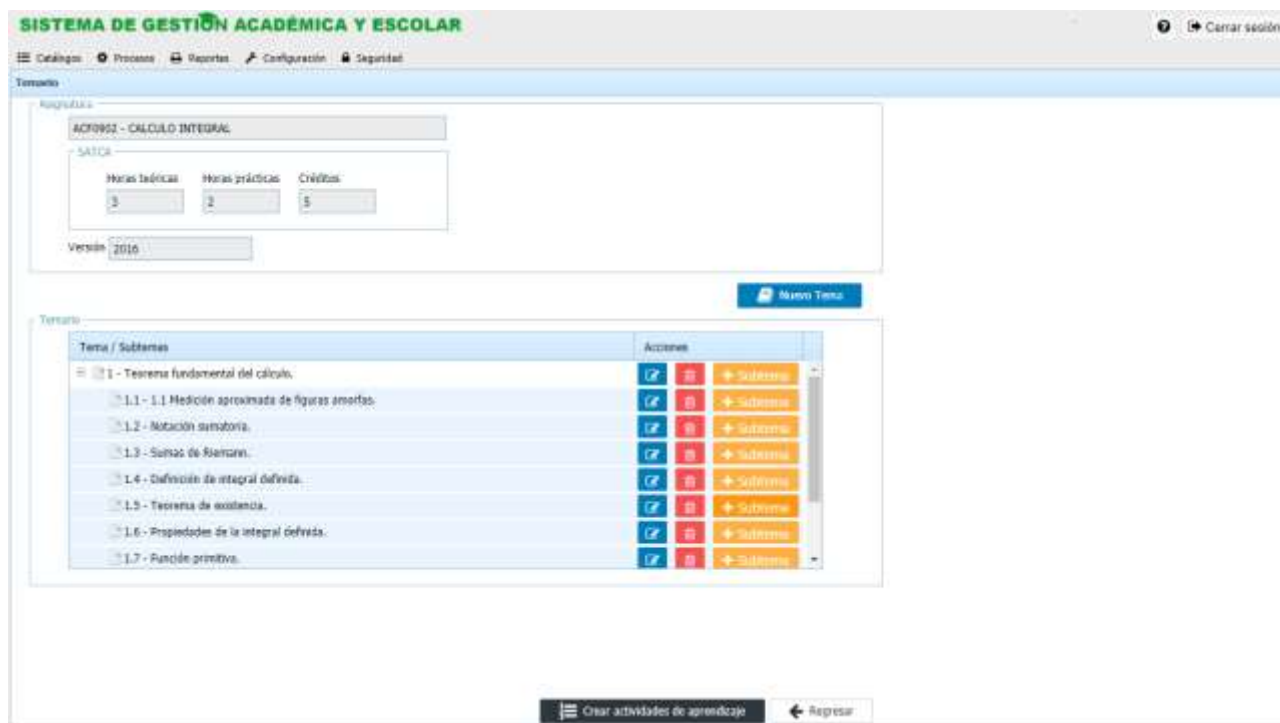 SISTEMA DE GESTIÓN ACADÉMICA Y ESCOLAR
Cerrar sesión
Catálogos Procesos Reportes Configuración Seguridad
Temario
Asignatura
ACF0902 - CALCULO INTEGRAL
SATCA
Horas teóricas Horas prácticas Créditos
3 2 5
Versión 2016
Nuevo Tema
Temario
Tema / Subtemas Acciones
1 - Teorema fundamental del cálculo. + Subtema
1.1 - 1.1 Medición aproximada de figuras amorfas. + Subtema
1.2 - Notación sumatoria. + Subtema
1.3 - Sumas de Riemann. + Subtema
1.4 - Definición de integral definida. + Subtema
1.5 - Teorema de existencia. + Subtema
1.6 - Propiedades de la integral definida. + Subtema
1.7 - Función primitiva. + Subtema
Crear actividades de aprendizaje Regresar